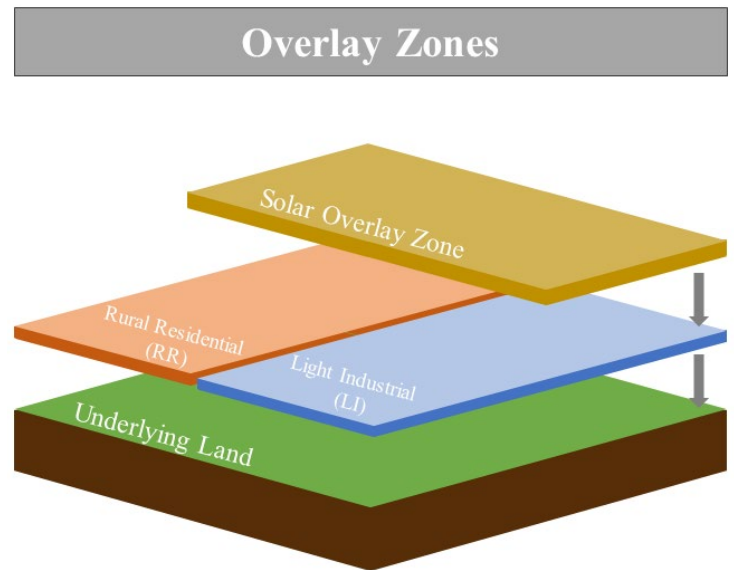 Overlay Zones
Solar Overlay Zone
Rural Residential
(RR)
Light Industrial
(LI)
Underlying Land